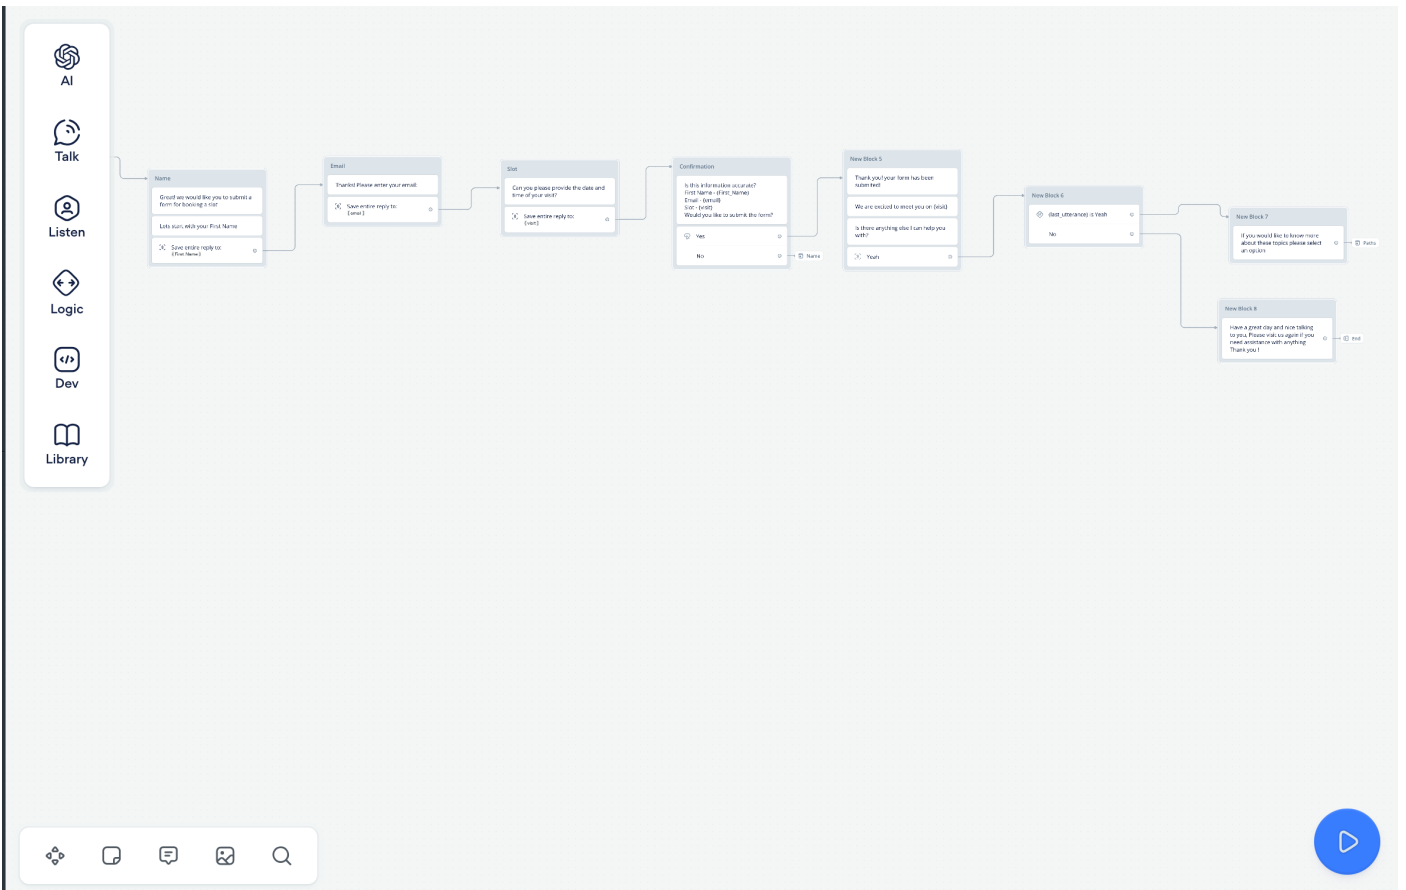 AI
Talk
Listen
Logic
Dev
Library
Name
Great! we would like you to submit a
form for booking a slot
Lets start with your First Name
Save entire reply to:
{First Name}
Email
Thanks! Please enter your email:
Save entire reply to:
{email}
Slot
Can you please provide the date and
time of your visit?
Save entire reply to:
{visit}
Confirmation
Is this information accurate?
First Name - {First_Name}
Email - {email}
Slot - {visit}
Would you like to submit the form?
Yes
No
Name
New Block 5
Thank you! your form has been
submited!
We are excited to meet you on {visit}
Is there anything else I can help you
with?
Yeah
New Block 6
{last_utterance} is Yeah
No
New Block 7
If you would like to know more
about these topics please select
an option
Paths
New Block 8
Have a great day and nice talking
to you. Please visit us again if you
need assistance with anything
Thank you !
End